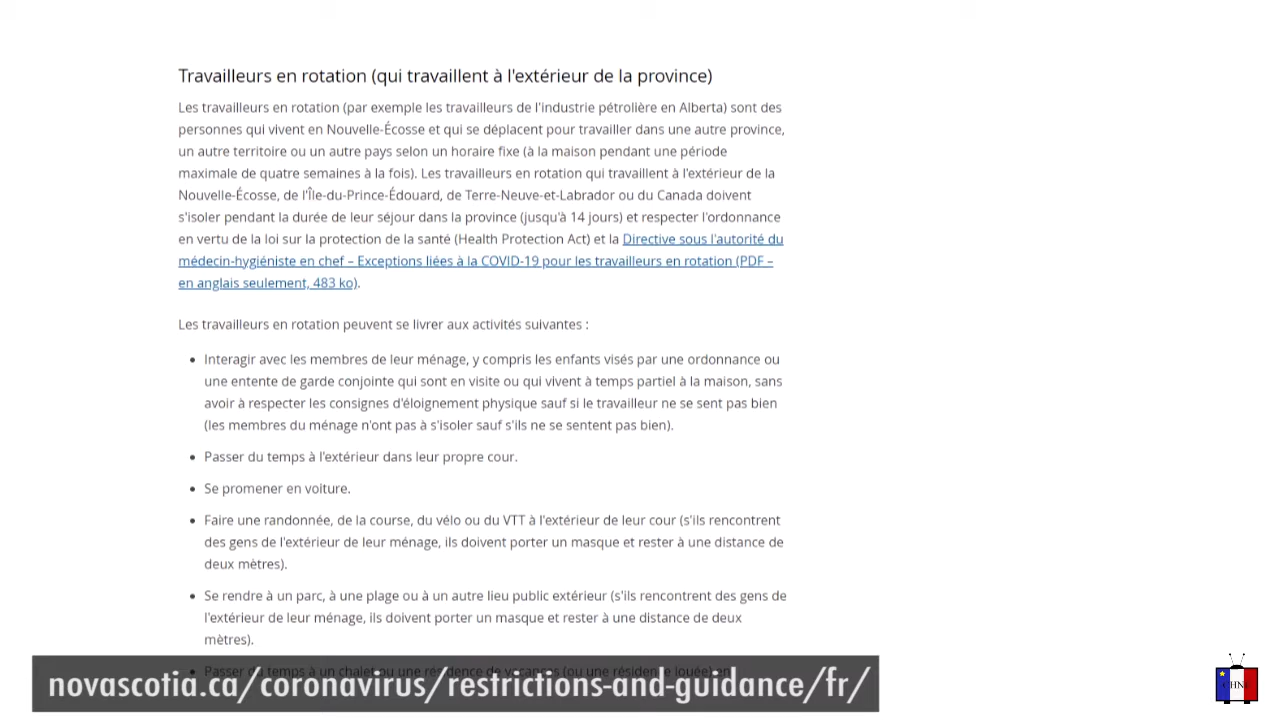 Travailleurs en rotation (qui travaillent à l'extérieur de la province)
Les travailleurs en rotation (par exemple les travailleurs de l'industrie pétrolière en Alberta) sont des
personnes qui vivent en Nouvelle-Écosse et qui se déplacent pour travailler dans une autre province,
un autre territoire ou un autre pays selon un horaire fixe (à la maison pendant une période
maximale de quatre semaines à la fois). Les travailleurs en rotation qui travaillent à l'extérieur de la
Nouvelle-Écosse, de l'Île-du-Prince-Édouard, de Terre-Neuve-et-Labrador ou du Canada doivent
s'isoler pendant la durée de leur séjour dans la province (jusqu'à 14 jours) et respecter l'ordonnance
en vertu de la loi sur la protection de la santé (Health Protection Act) et la Directive sous l'autorité du
médecin-hygiéniste en chef – Exceptions liées à la COVID-19 pour les travailleurs en rotation (PDF –
en anglais seulement, 483 ko).
Les travailleurs en rotation peuvent se livrer aux activités suivantes :
• Interagir avec les membres de leur ménage, y compris les enfants visés par une ordonnance ou
une entente de garde conjointe qui sont en visite ou qui vivent à temps partiel à la maison, sans
avoir à respecter les consignes d'éloignement physique sauf si le travailleur ne se sent pas bien
(les membres du ménage n'ont pas à s'isoler sauf s'ils ne se sentent pas bien).
• Passer du temps à l'extérieur dans leur propre cour.
• Se promener en voiture.
• Faire une randonnée, de la course, du vélo ou du VTT à l'extérieur de leur cour (s'ils rencontrent
des gens de l'extérieur de leur ménage, ils doivent porter un masque et rester à une distance de
deux mètres).
• Se rendre à un parc, à une plage ou à un autre lieu public extérieur (s'ils rencontrent des gens de
l'extérieur de leur ménage, ils doivent porter un masque et rester à une distance de deux
mètres).
• Passer du temps à un chalet ou une résidence de vacances (ou une résidence louée) en
novascotia.ca/coronavirus/restrictions-and-guidance/fr/